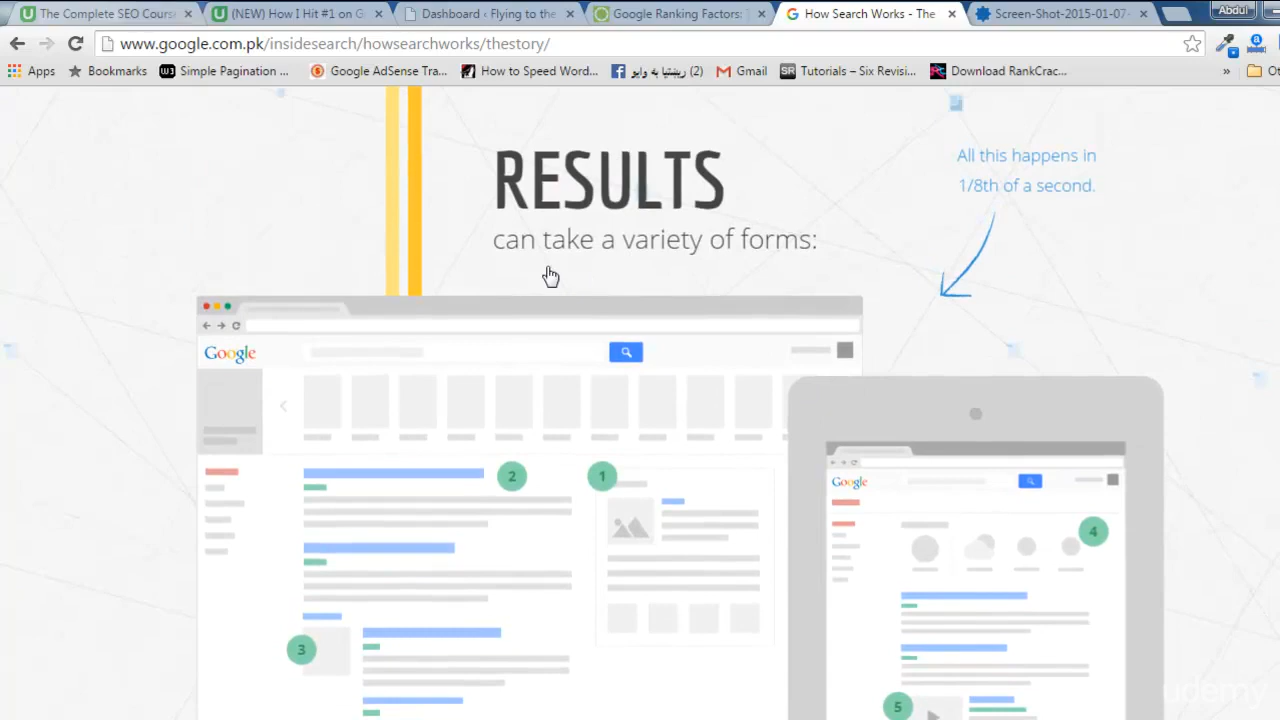 The Complete SEO Cours
(NEW) How I Hit #1 on G
Dashboard ‹ Flying to the
Google Ranking Factors:
How Search Works - The
Screen-Shot-2015-01-07-
Abdul
www.google.com.pk/insidesearch/howsearchworks/thestory/
Apps
Bookmarks
Simple Pagination ...
Google AdSense Tra...
How to Speed Word...
ریښتیا به وایو (2)
Gmail
Tutorials – Six Revisi...
Download RankCrac...
»
Ot
All this happens in
1/8th of a second.
RESULTS
can take a variety of forms:
Google
2
1
Google
4
3
5
udemy